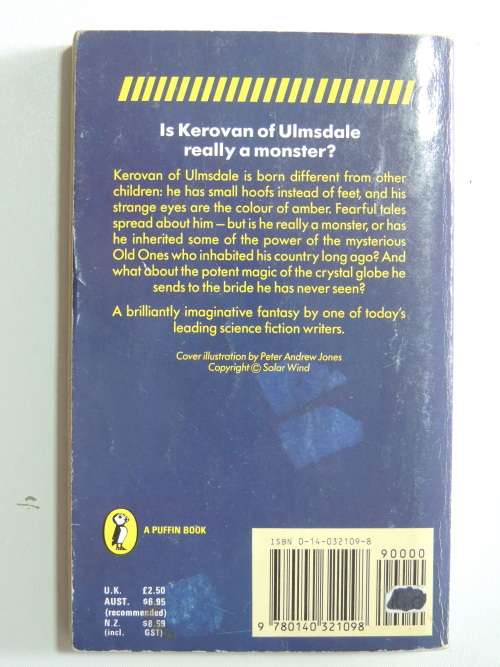 Is Kerovan of Ulmsdale
really a monster?
Kerovan of Ulmsdale is born different from other
children: he has small hoofs instead of feet, and his
strange eyes are the colour of amber. Fearful tales
spread about him – but is he really a monster, or has
he inherited some of the power of the mysterious
Old Ones who inhabited his country long ago? And
what about the potent magic of the crystal globe he
sends to the bride he has never seen?
A brilliantly imaginative fantasy by one of today's
leading science fiction writers.
Cover illustration by Peter Andrew Jones
Copyright © Solar Wind
A PUFFIN BOOK
ISBN 0-14-032109-8
90000
9 780140 321098
U.K. £2.50
AUST. $6.95
(recommended)
N.Z. $8.59
(incl. GST)